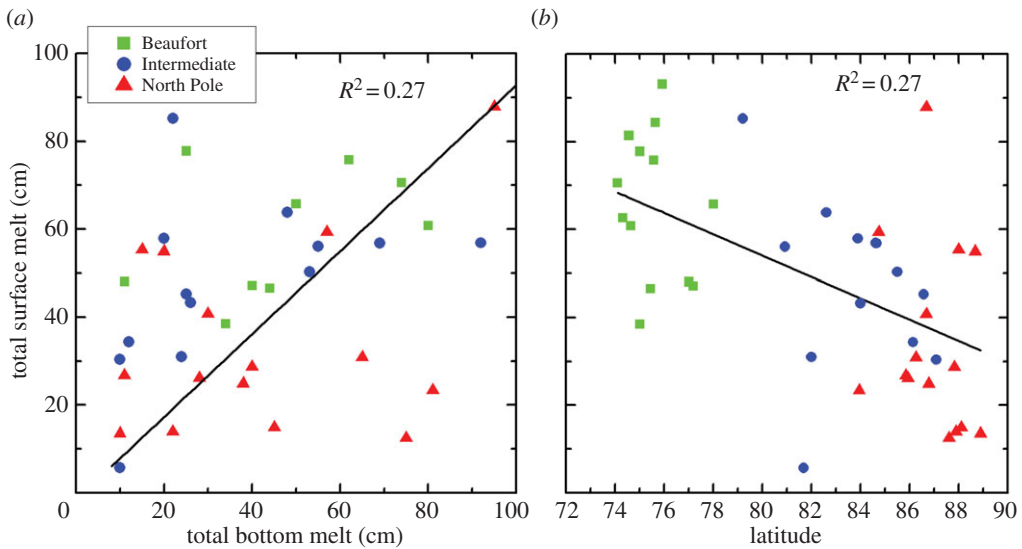 (a)
(b)
Beaufort
Intermediate
North Pole
R² = 0.27
R² = 0.27
total surface melt (cm)
100
80
60
40
20
0 20 40 60 80 100
total bottom melt (cm)
72 74 76 78 80 82 84 86 88 90
latitude